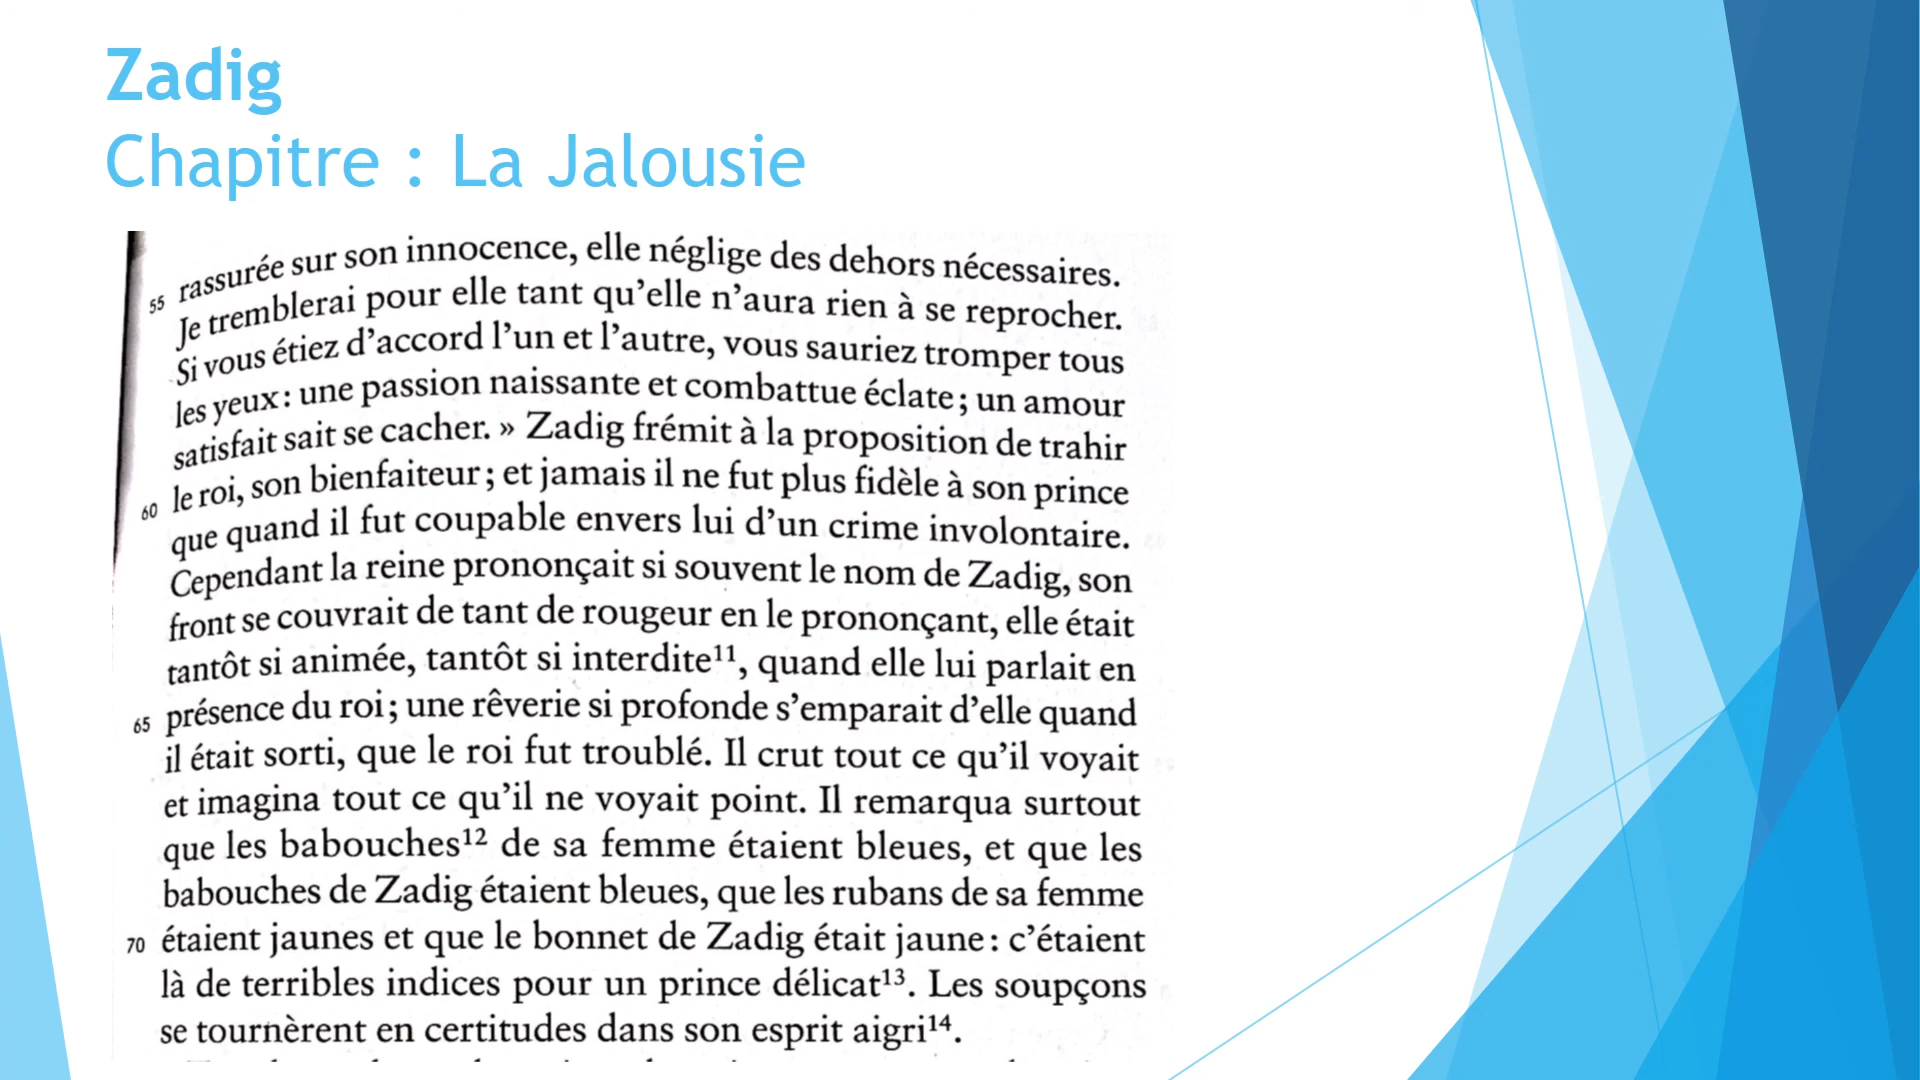 Zadig
Chapitre : La Jalousie
55 rassurée sur son innocence, elle néglige des dehors nécessaires.
Je tremblerai pour elle tant qu’elle n’aura rien à se reprocher.
Si vous étiez d’accord l’un et l’autre, vous sauriez tromper tous
les yeux : une passion naissante et combattue éclate ; un amour
satisfait sait se cacher. » Zadig frémit à la proposition de trahir
60 le roi, son bienfaiteur ; et jamais il ne fut plus fidèle à son prince
que quand il fut coupable envers lui d’un crime involontaire.
Cependant la reine prononçait si souvent le nom de Zadig, son
front se couvrait de tant de rougeur en le prononçant, elle était
tantôt si animée, tantôt si interdite¹¹, quand elle lui parlait en
65 présence du roi ; une rêverie si profonde s’emparait d’elle quand
il était sorti, que le roi fut troublé. Il crut tout ce qu’il voyait
et imagina tout ce qu’il ne voyait point. Il remarqua surtout
que les babouches¹² de sa femme étaient bleues, et que les
babouches de Zadig étaient bleues, que les rubans de sa femme
70 étaient jaunes et que le bonnet de Zadig était jaune : c’étaient
là de terribles indices pour un prince délicat¹³. Les soupçons
se tournèrent en certitudes dans son esprit aigri¹⁴.